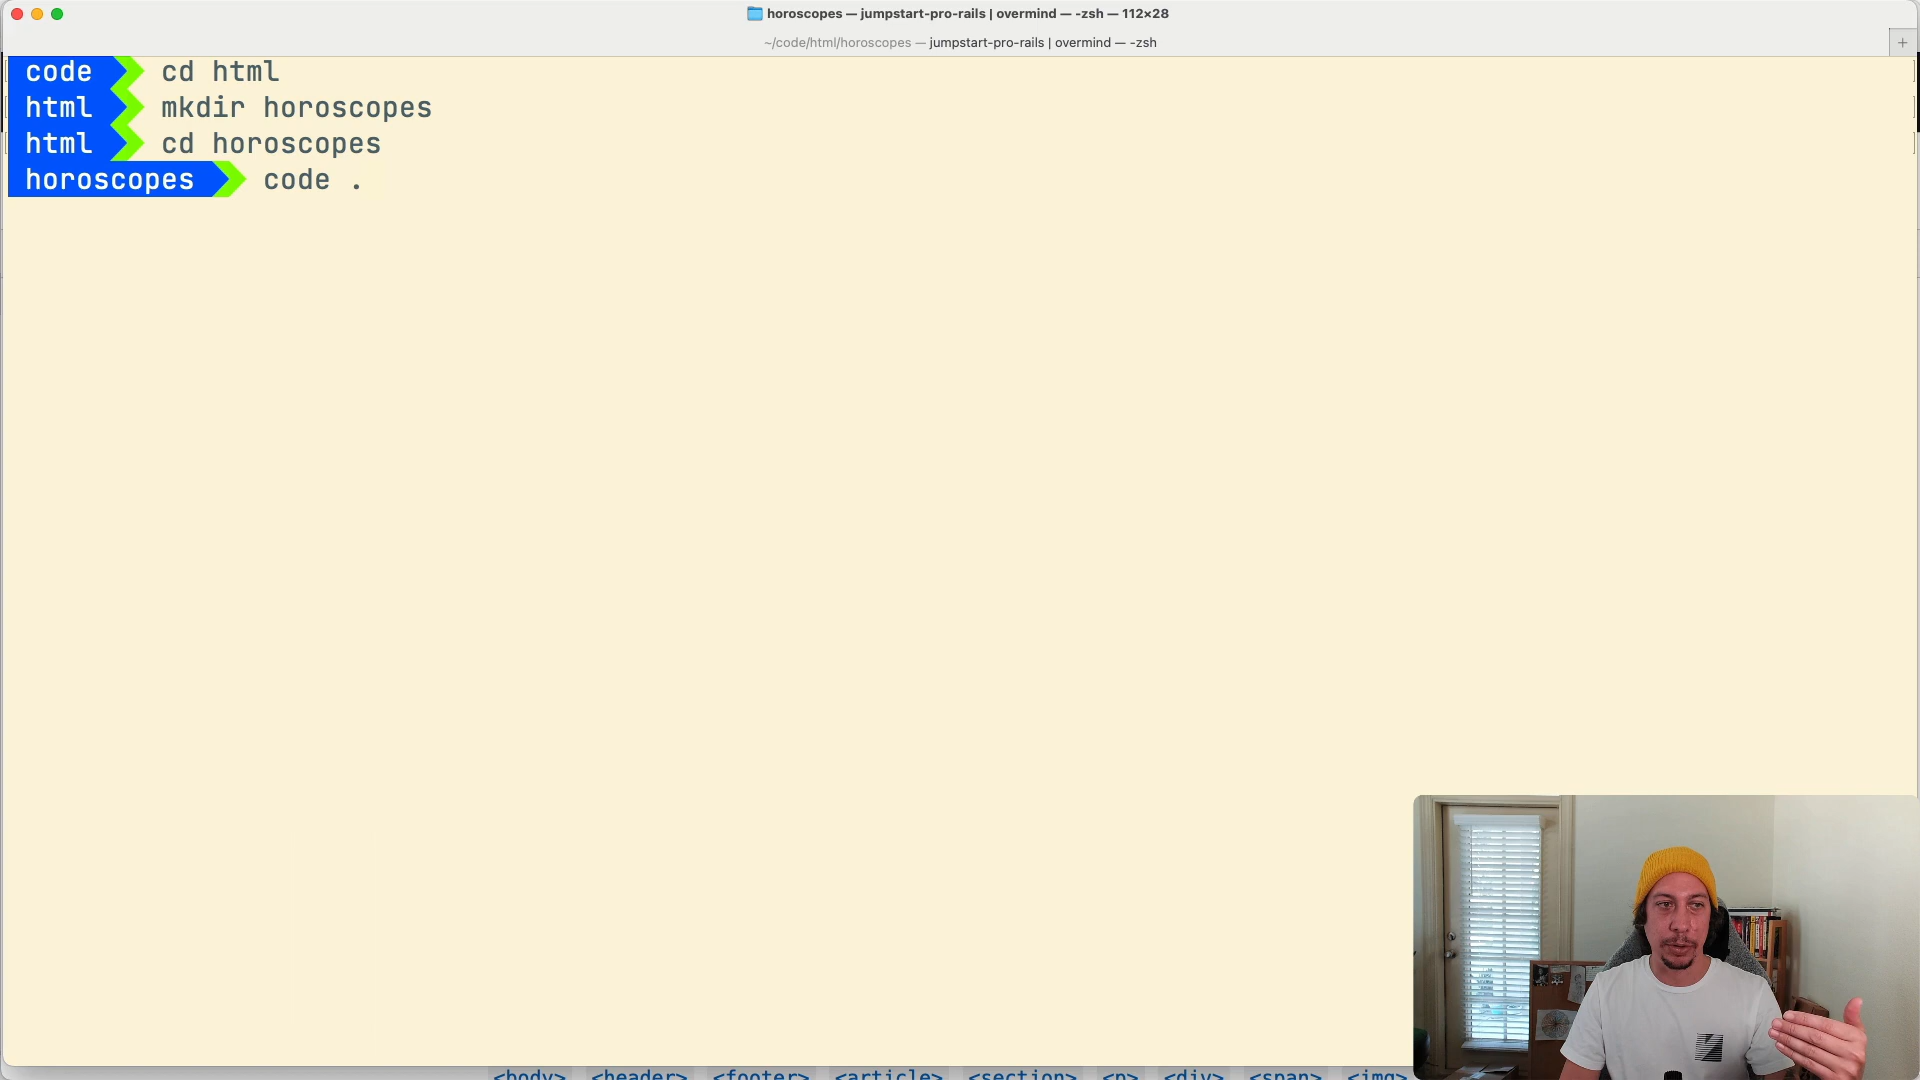 horoscopes — jumpstart-pro-rails | overmind — -zsh — 112×28
~/code/html/horoscopes — jumpstart-pro-rails | overmind — -zsh
code cd html
html mkdir horoscopes
html cd horoscopes
horoscopes code .
<body> <header> <footer> <article> <section> <p> <div> <span> <img>